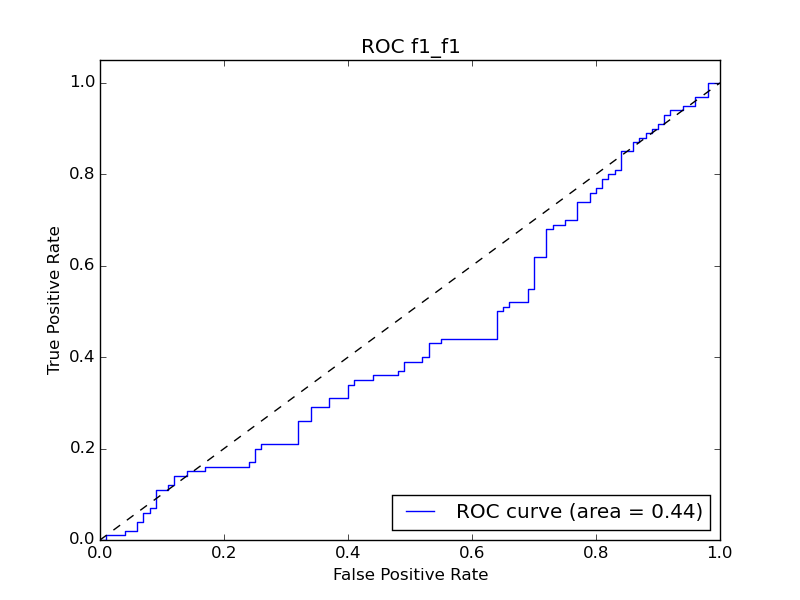 ROC f1_f1
1.0
0.8
0.6
0.4
0.2
0.0
True Positive Rate
ROC curve (area = 0.44)
0.0 0.2 0.4 0.6 0.8 1.0
False Positive Rate